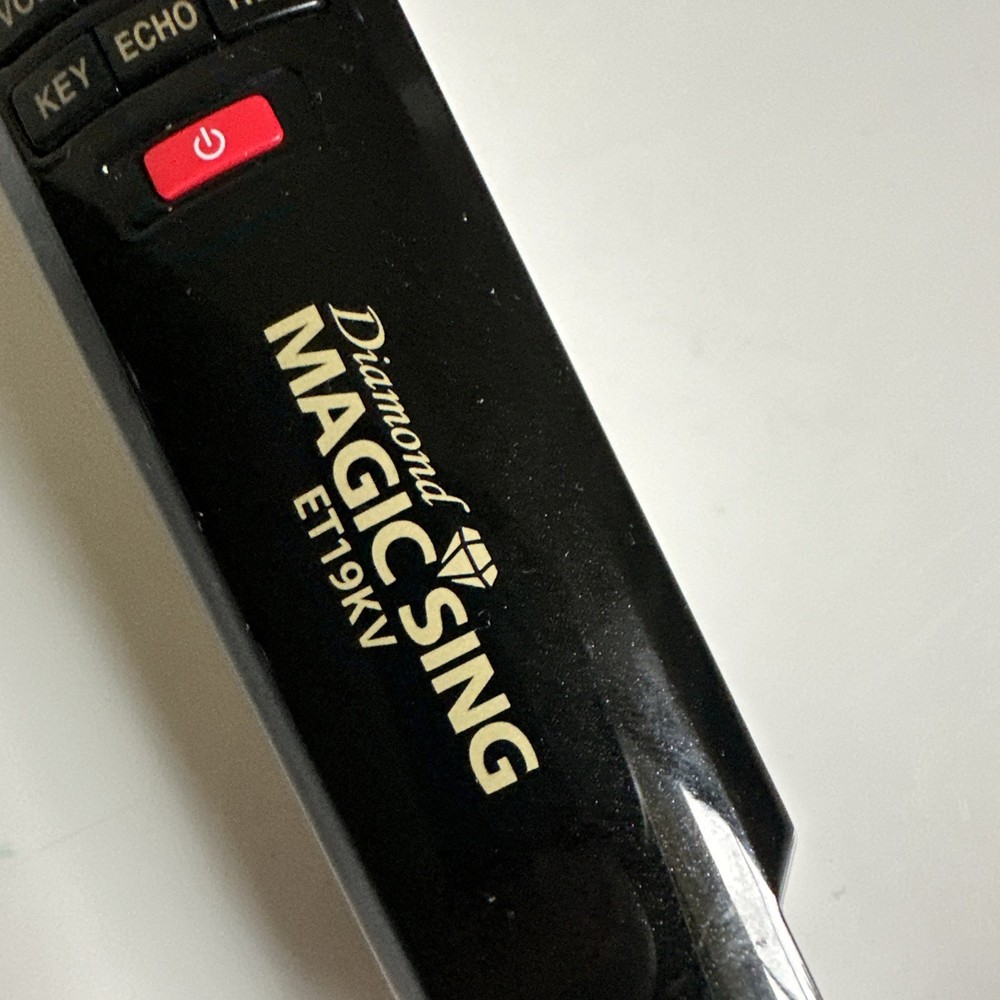 KEY ECHO
Diamond
MAGIC SING
ET19KV